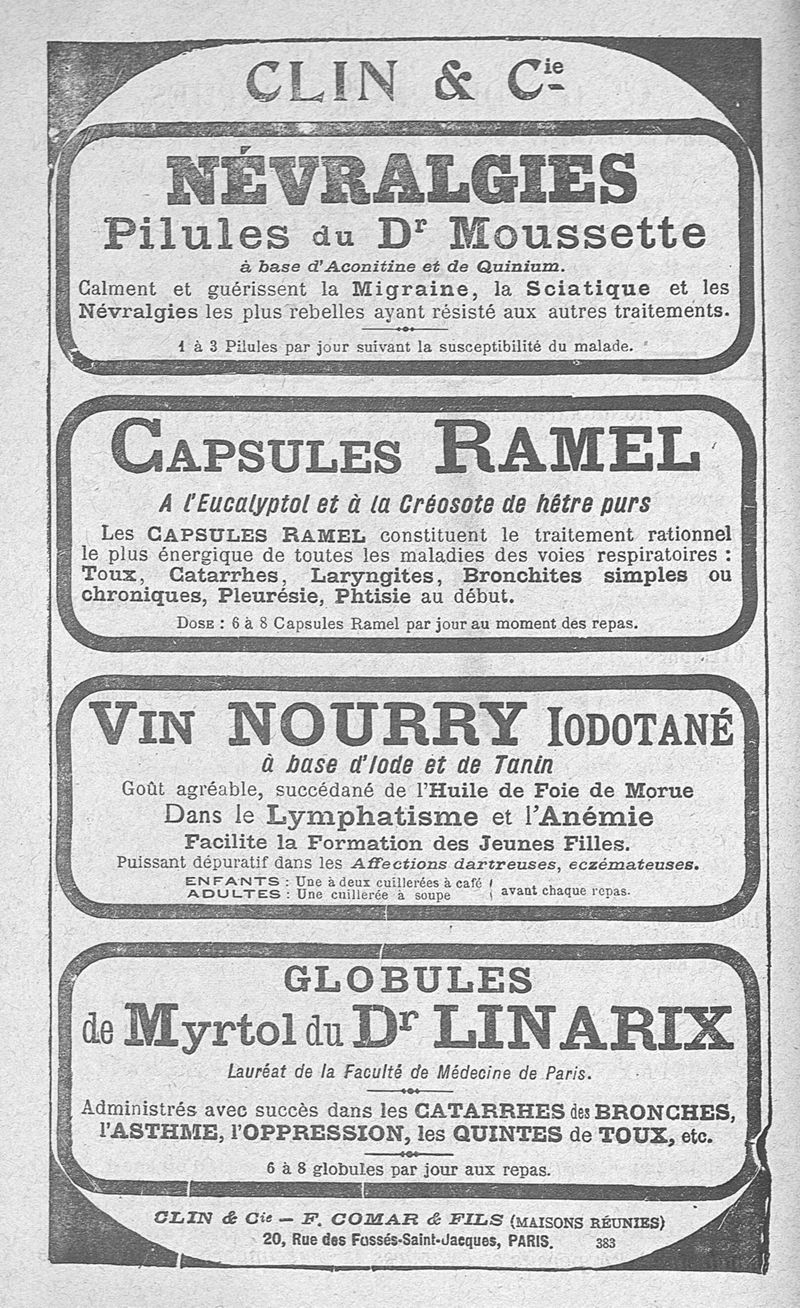 CLIN & Cie
NÉVRALGIES
Pilules du Dr Moussette
à base d'Aconitine et de Quinium.
Calment et guérissent la Migraine, la Sciatique et les
Névralgies les plus rebelles ayant résisté aux autres traitements.
1 à 3 Pilules par jour suivant la susceptibilité du malade.
CAPSULES RAMEL
A l'Eucalyptol et à la Créosote de hêtre purs
Les CAPSULES RAMEL constituent le traitement rationnel
le plus énergique de toutes les maladies des voies respiratoires :
Toux, Catarrhes, Laryngites, Bronchites simples ou
chroniques, Pleurésie, Phtisie au début.
DOSE : 6 à 8 Capsules Ramel par jour au moment des repas.
VIN NOURRY IODOTANÉ
à base d'Iode et de Tanin
Goût agréable, succédané de l'Huile de Foie de Morue
Dans le Lymphatisme et l'Anémie
Facilite la Formation des Jeunes Filles.
Puissant dépuratif dans les Affections dartreuses, eczémateuses.
ENFANTS : Une à deux cuillerées à café
ADULTES : Une cuillerée à soupe
avant chaque repas.
GLOBULES
de Myrtol du Dr LINARIX
Lauréat de la Faculté de Médecine de Paris.
Administrés avec succès dans les CATARRHES des BRONCHES,
l'ASTHME, l'OPPRESSION, les QUINTES de TOUX, etc.
6 à 8 globules par jour aux repas.
CLIN & Cie — F. COMAR & FILS (MAISONS RÉUNIES)
20, Rue des Fossés-Saint-Jacques, PARIS. 383